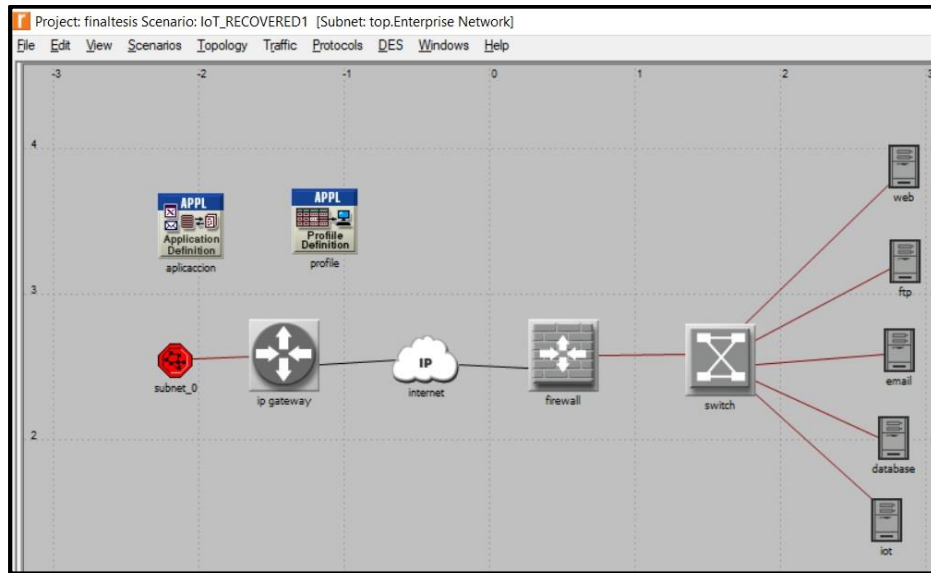 Project: finaltesis Scenario: IoT_RECOVERED1 [Subnet: top.Enterprise Network]
File Edit View Scenarios Topology Traffic Protocols DES Windows Help
-3 -2 -1 0 1 2 3
4
web
APPL
Application
Definition
aplicaccion
APPL
Profiile
Definition
profile
ftp
3
subnet_0
ip gateway
IP
internet
firewall
switch
email
2
database
iot